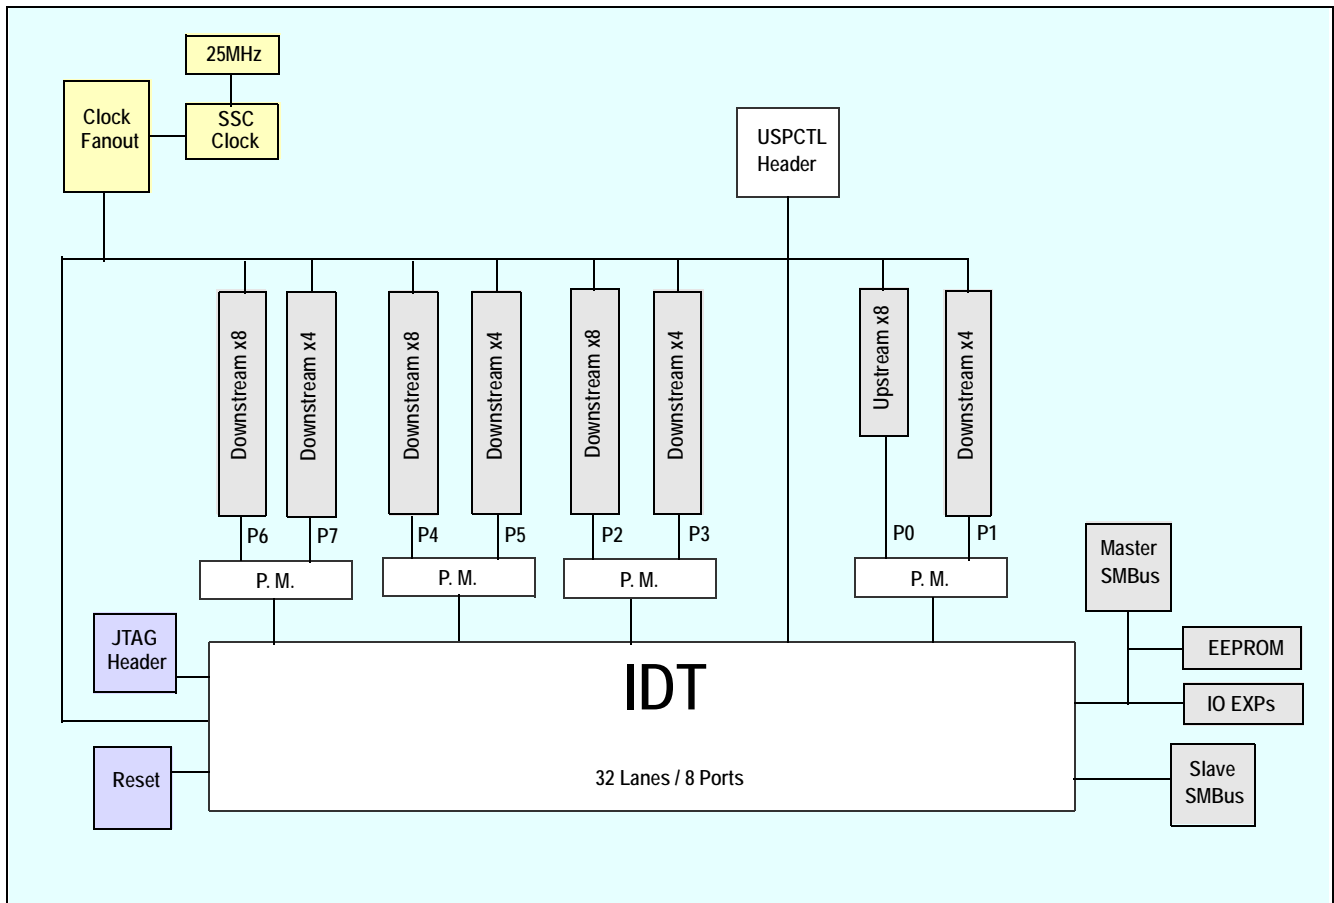 25MHz
Clock
Fanout
SSC
Clock
USPCTL
Header
Downstream x8
Downstream x4
Downstream x8
Downstream x4
Downstream x8
Downstream x4
Upstream x8
Downstream x4
P6
P7
P4
P5
P2
P3
P0
P1
P. M.
P. M.
P. M.
P. M.
Master
SMBus
JTAG
Header
EEPROM
IDT
IO EXPs
Reset
32 Lanes / 8 Ports
Slave
SMBus